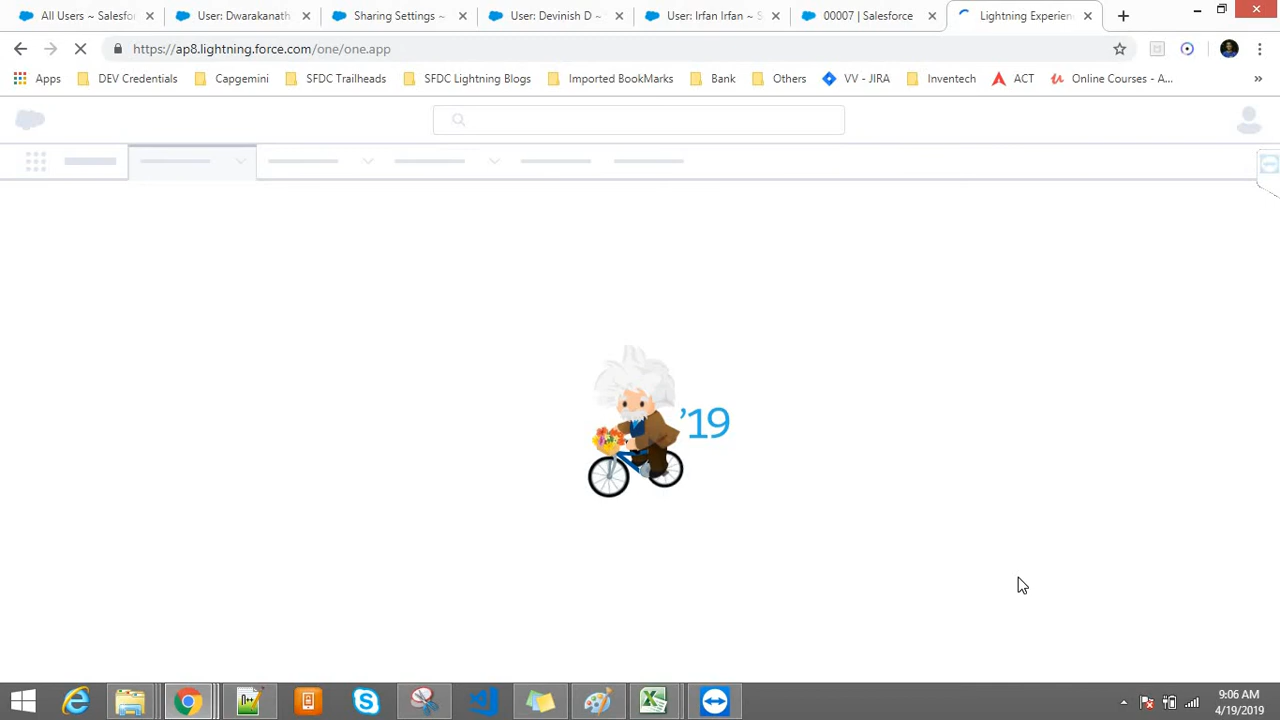 All Users ~ Salesfo
User: Dwarakanath
Sharing Settings ~
User: Davinish D ~
User: Irfan Irfan ~ S
00007 | Salesforce
Lightning Experien
https://ap8.lightning.force.com/one/one.app
Apps
DEV Credentials
Capgemini
SFDC Trailheads
SFDC Lightning Blogs
Imported BookMarks
Bank
Others
VV - JIRA
Inventech
ACT
Online Courses - A...
'19
9:06 AM
4/19/2019